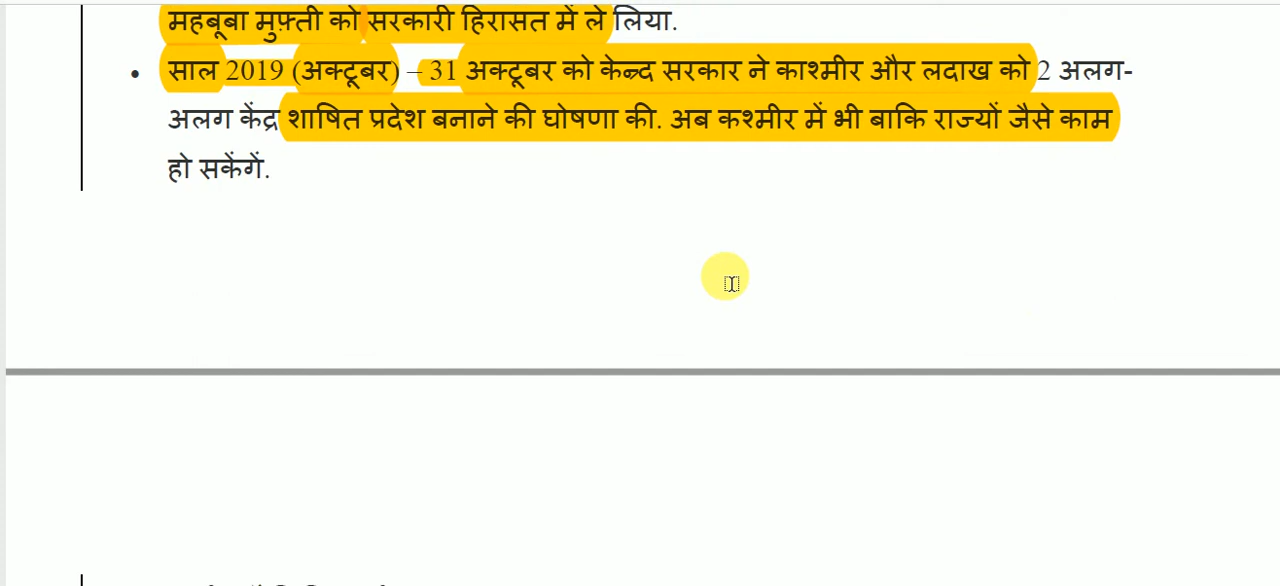 महबूबा मुफ़्ती को सरकारी हिरासत में ले लिया.
• साल 2019 (अक्टूबर) – 31 अक्टूबर को केन्द्र सरकार ने काश्मीर और लदाख को 2 अलग-
अलग केंद्र शाषित प्रदेश बनाने की घोषणा की. अब कश्मीर में भी बाकि राज्यों जैसे काम
हो सकेंगें.